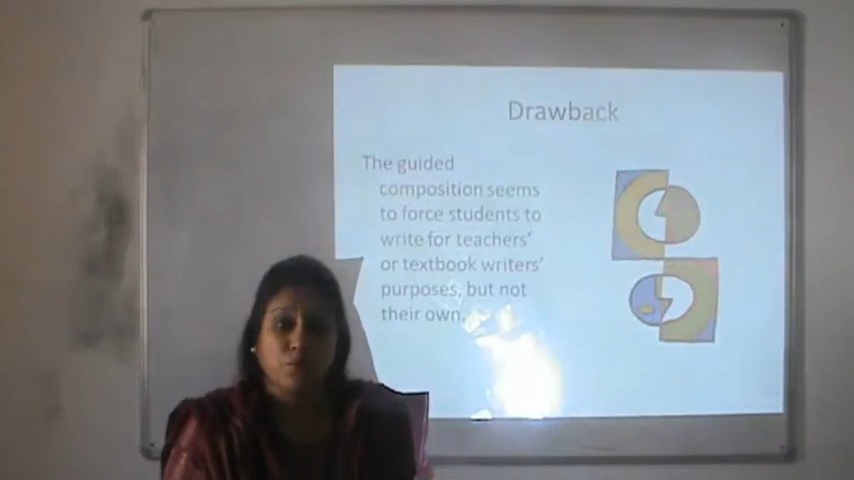 Drawback
The guided
composition seems
to force students to
write for teachers'
or textbook writers'
purposes, but not
their own.